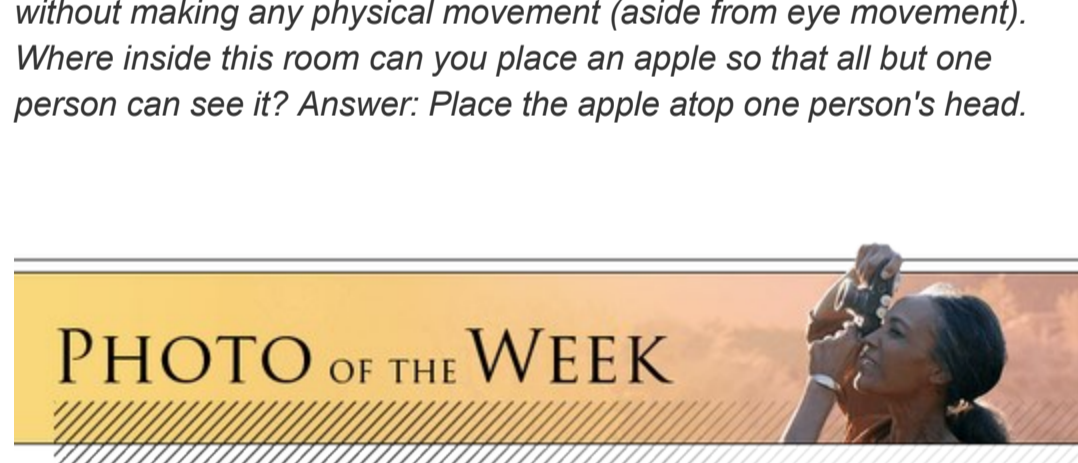 without making any physical movement (aside from eye movement).
Where inside this room can you place an apple so that all but one
person can see it? Answer: Place the apple atop one person's head.
PHOTO OF THE WEEK